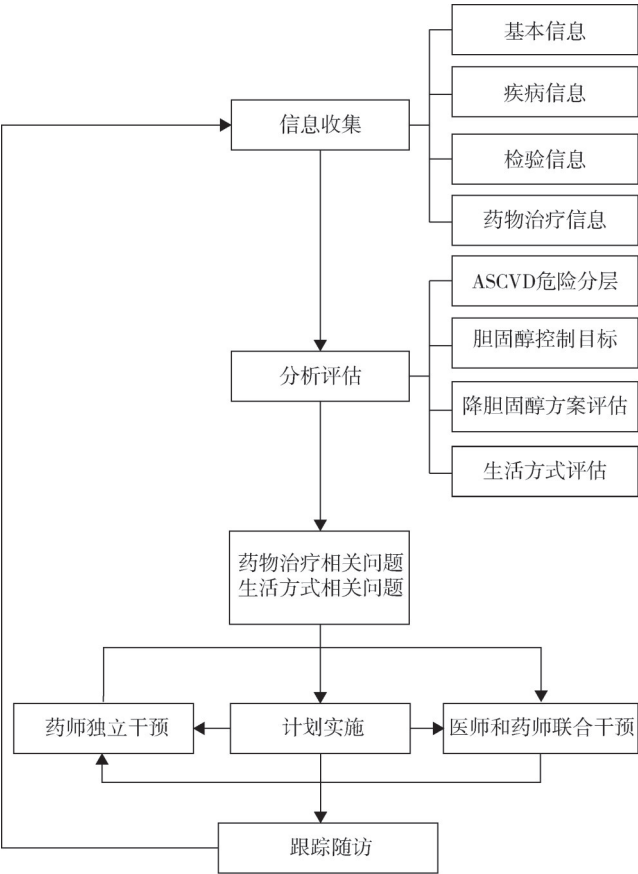 基本信息
疾病信息
信息收集
检验信息
药物治疗信息
ASCVD危险分层
胆固醇控制目标
分析评估
降胆固醇方案评估
生活方式评估
药物治疗相关问题
生活方式相关问题
药师独立干预
计划实施
医师和药师联合干预
跟踪随访